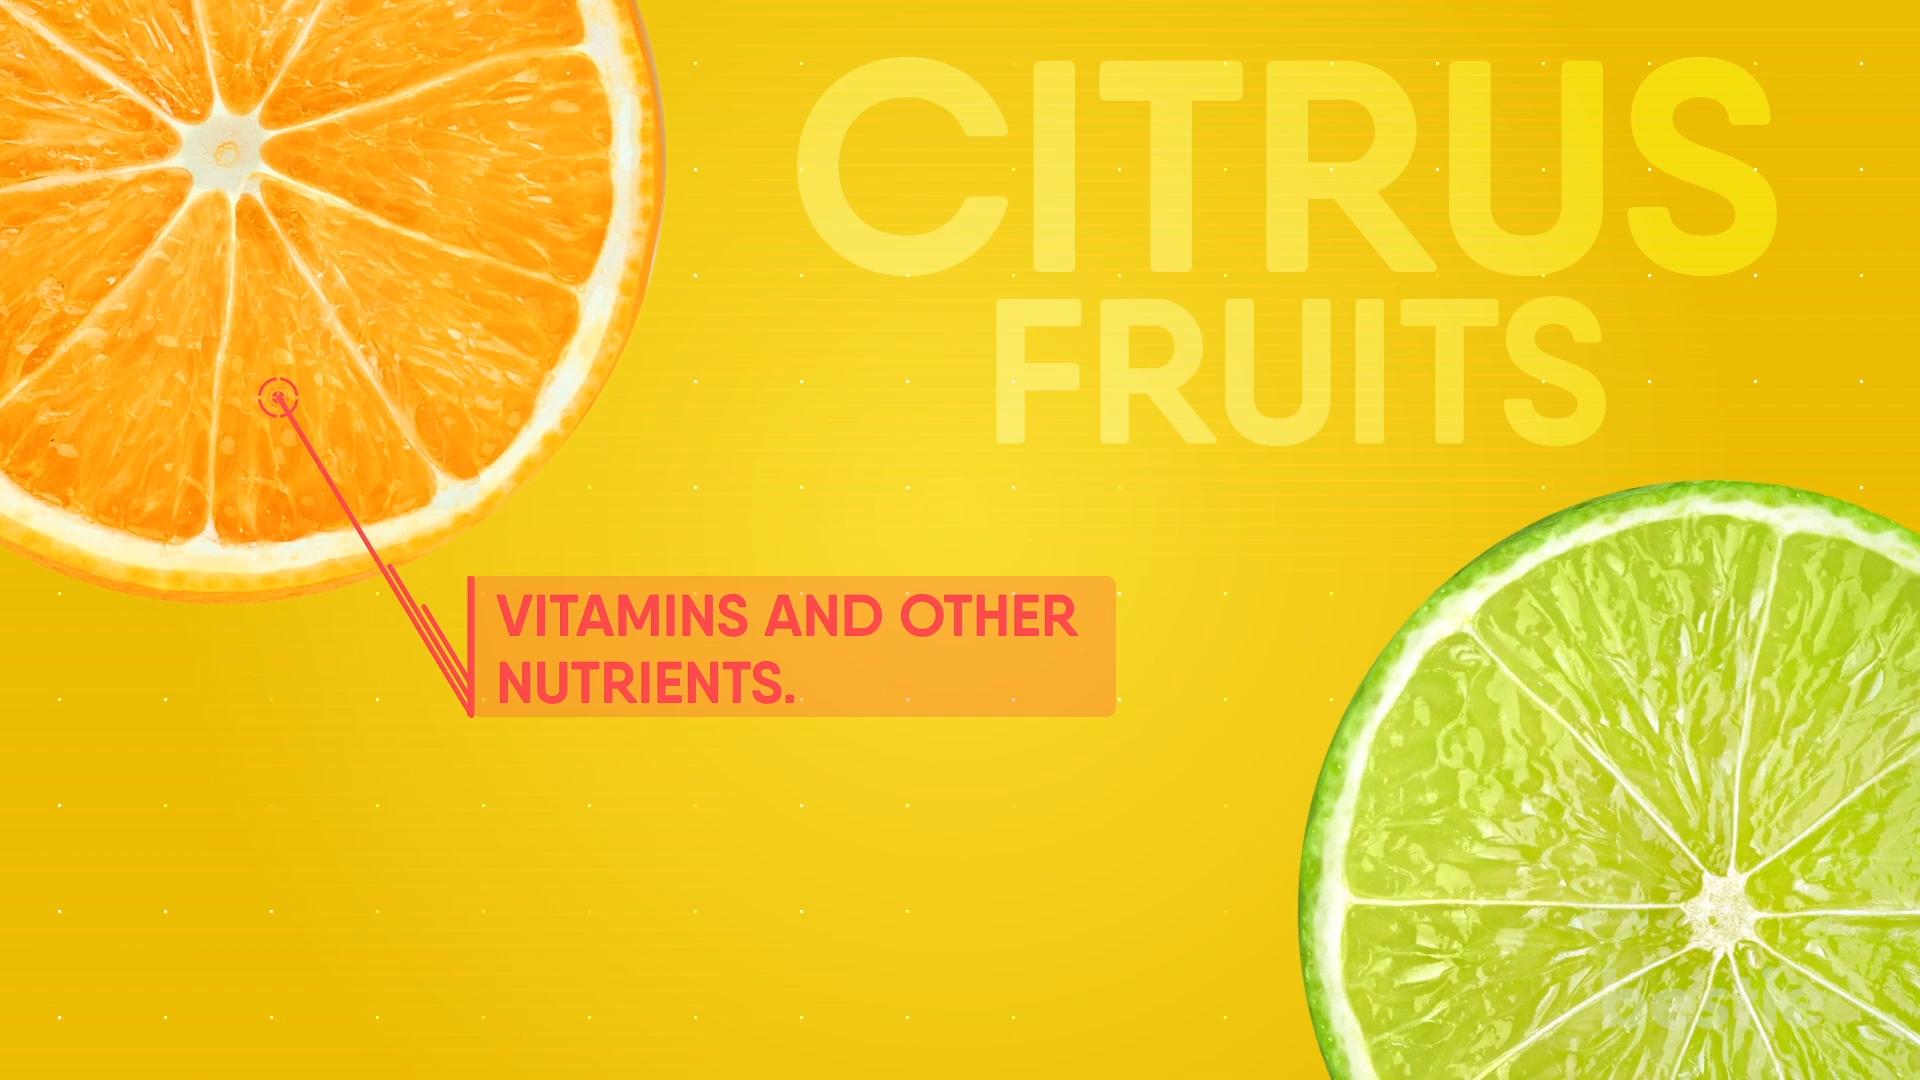 CITRUS
FRUITS
VITAMINS AND OTHER
NUTRIENTS.